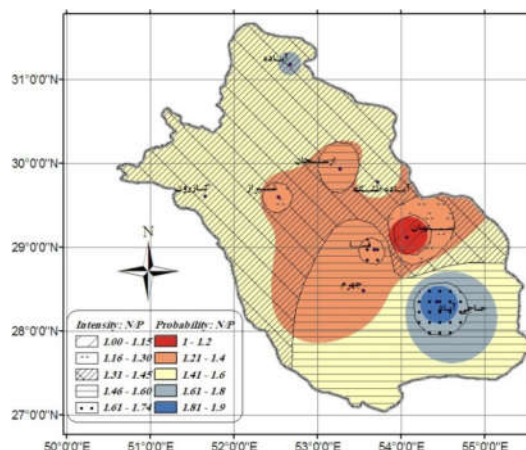 31°0'0"N
30°0'0"N
29°0'0"N
28°0'0"N
27°0'0"N
آباده
ارسنجان
شیراز
کازرون
جهرم
N
Intensity: N/P Probability: N/P
1.00 - 1.15 1 - 1.2
1.16 - 1.30 1.21 - 1.4
1.31 - 1.45 1.41 - 1.6
1.46 - 1.60 1.61 - 1.8
1.61 - 1.74 1.81 - 1.9
50°0'0"E 51°0'0"E 52°0'0"E 53°0'0"E 54°0'0"E 55°0'0"E